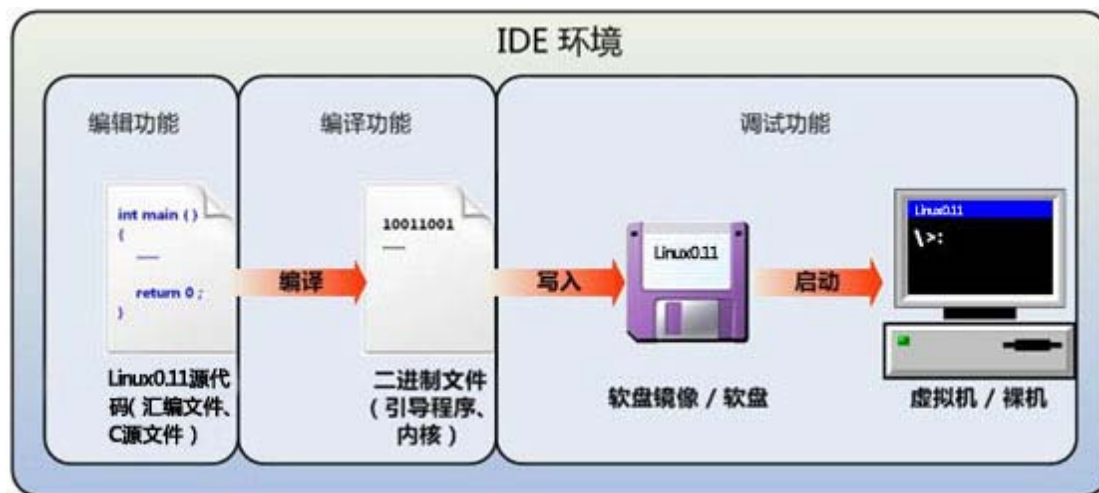 IDE 环境
编辑功能
int main ( )
{
return 0 ;
}
Linux0.11源代
码( 汇编文件、
C源文件 )
编译
编译功能
10011001
二进制文件
( 引导程序、
内核 )
写入
调试功能
Linux0.11
软盘镜像 / 软盘
启动
Linux0.11
\>:
虚拟机 / 裸机